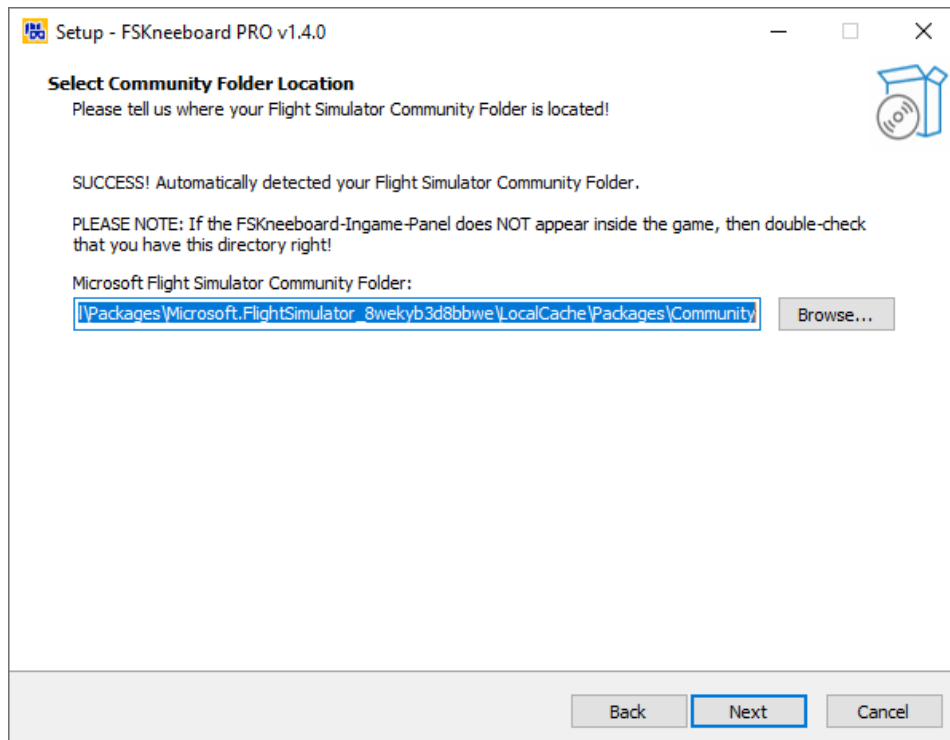 Setup - FSKneeboard PRO v1.4.0
Select Community Folder Location
Please tell us where your Flight Simulator Community Folder is located!
SUCCESS! Automatically detected your Flight Simulator Community Folder.
PLEASE NOTE: If the FSKneeboard-Ingame-Panel does NOT appear inside the game, then double-check
that you have this directory right!
Microsoft Flight Simulator Community Folder:
l\Packages\Microsoft.FlightSimulator_8wekyb3d8bbwe\LocalCache\Packages\Community
Browse...
Back
Next
Cancel